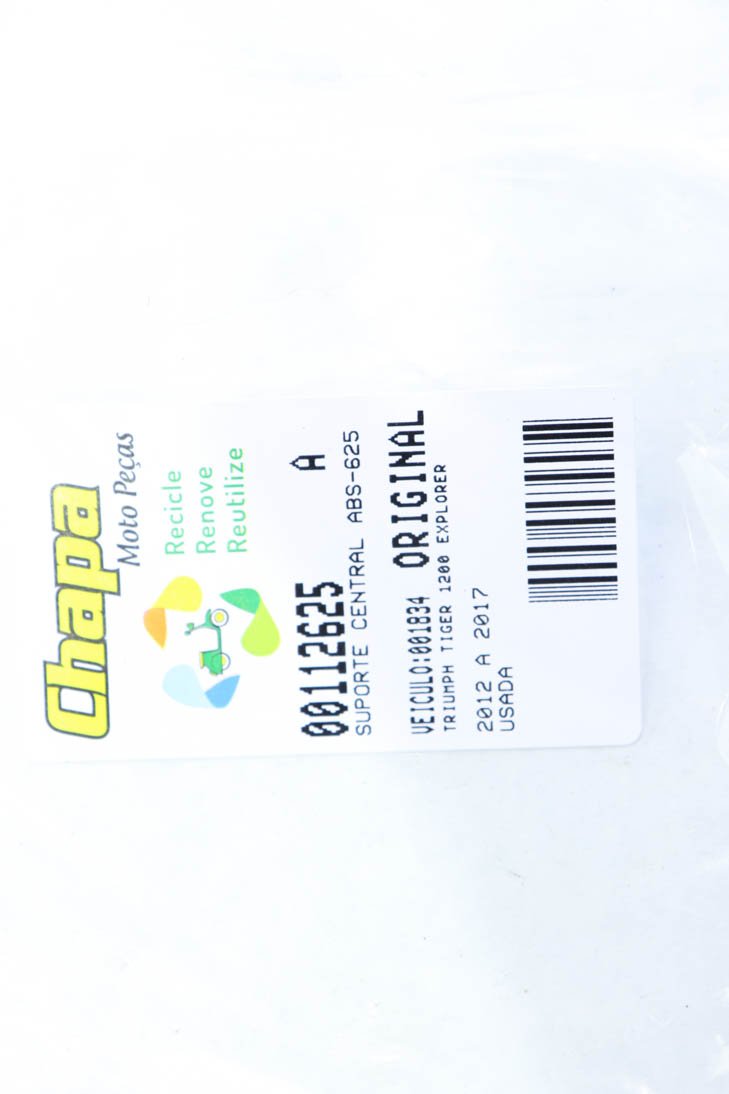 Chapa
Moto Peças
Recicle
Renove
Reutilize
00112625 A
SUPORTE CENTRAL ABS-625
VEICULO:001834 ORIGINAL
TRIUMPH TIGER 1200 EXPLORER
2012 A 2017
USADA